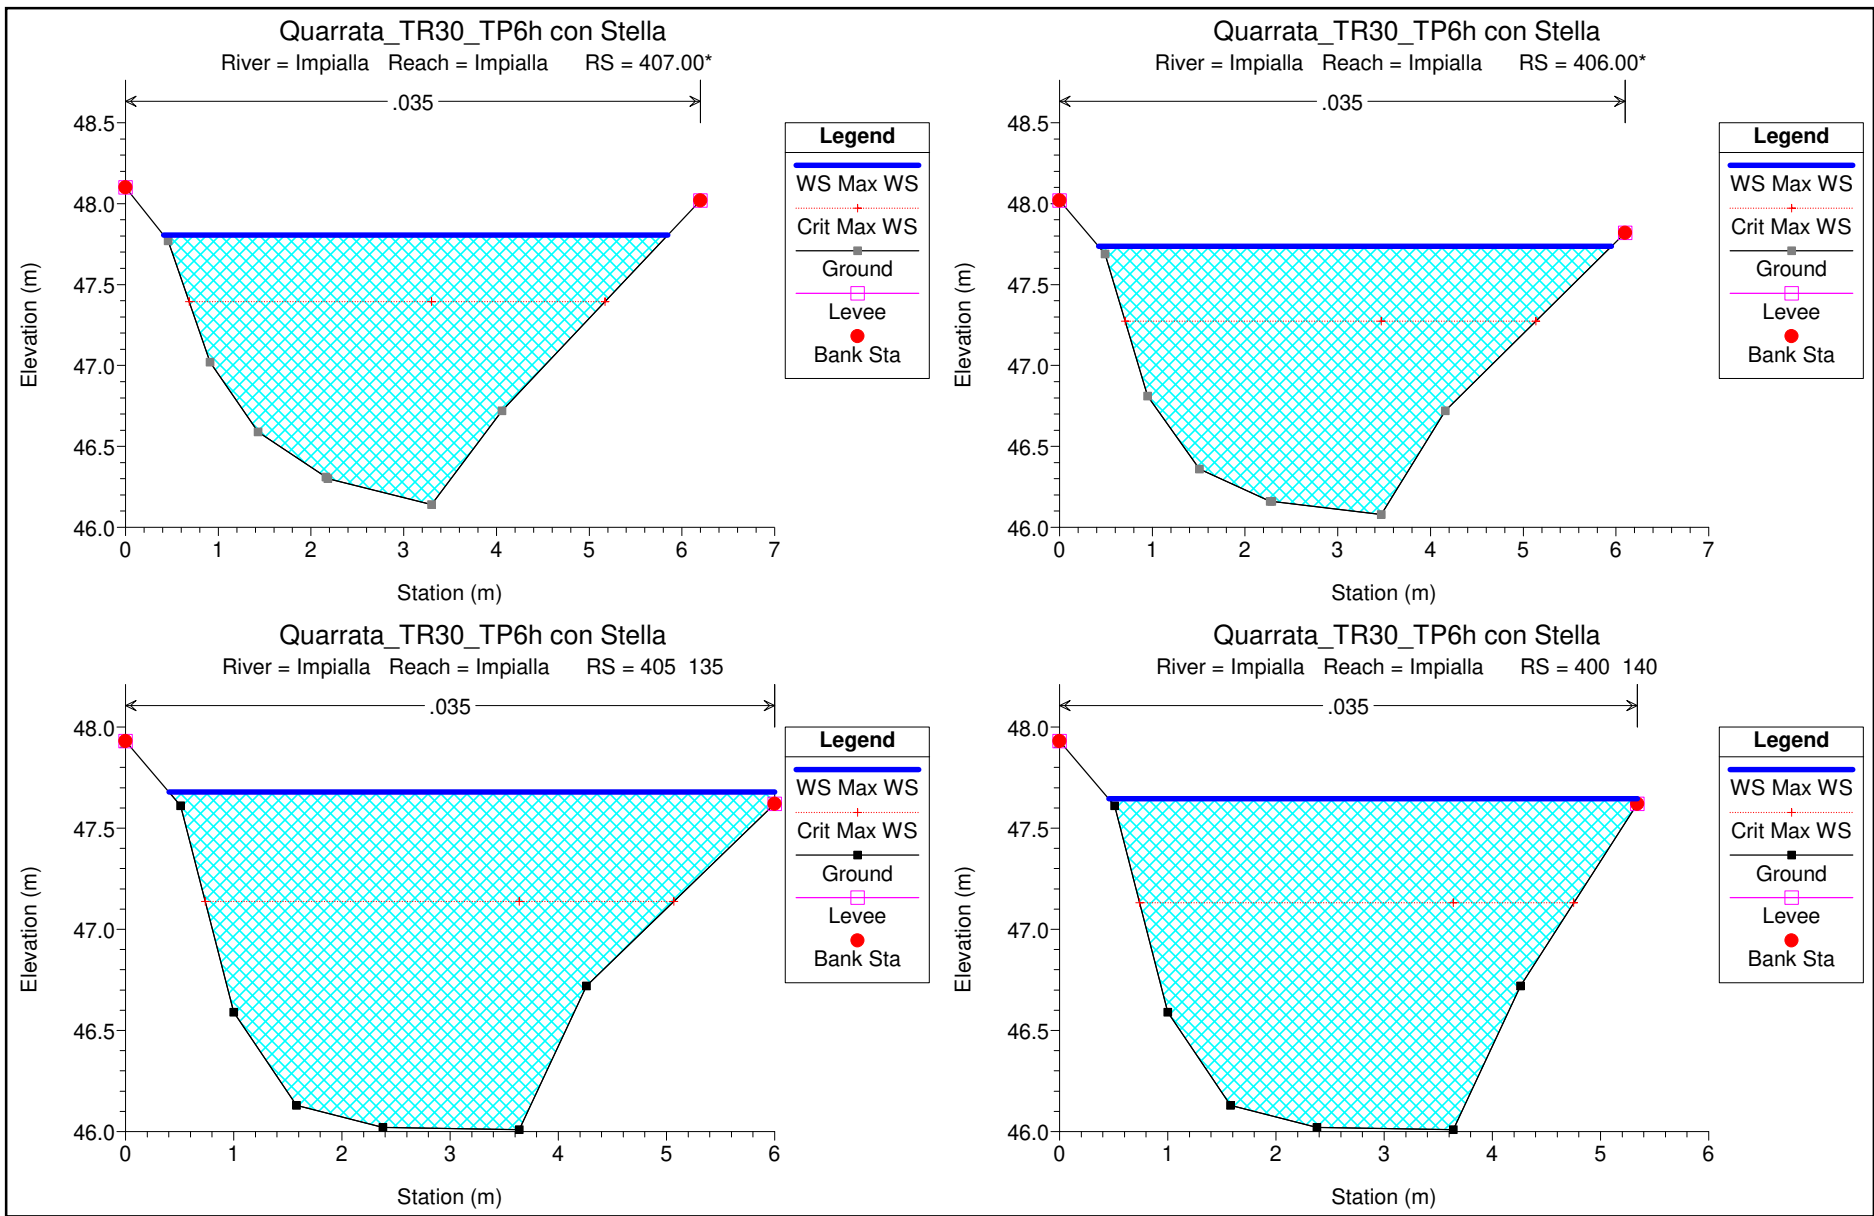 Quarrata_TR30_TP6h con Stella
River = Impialla Reach = Impialla RS = 407.00*
.035
48.5
48.0
47.5
47.0
46.5
46.0
0 1 2 3 4 5 6 7
Elevation (m)
Station (m)
Legend
WS Max WS
Crit Max WS
Ground
Levee
Bank Sta
Quarrata_TR30_TP6h con Stella
River = Impialla Reach = Impialla RS = 406.00*
.035
48.5
48.0
47.5
47.0
46.5
46.0
0 1 2 3 4 5 6 7
Elevation (m)
Station (m)
Legend
WS Max WS
Crit Max WS
Ground
Levee
Bank Sta
Quarrata_TR30_TP6h con Stella
River = Impialla Reach = Impialla RS = 405 135
.035
48.0
47.5
47.0
46.5
46.0
0 1 2 3 4 5 6
Elevation (m)
Station (m)
Legend
WS Max WS
Crit Max WS
Ground
Levee
Bank Sta
Quarrata_TR30_TP6h con Stella
River = Impialla Reach = Impialla RS = 400 140
.035
48.0
47.5
47.0
46.5
46.0
0 1 2 3 4 5 6
Elevation (m)
Station (m)
Legend
WS Max WS
Crit Max WS
Ground
Levee
Bank Sta